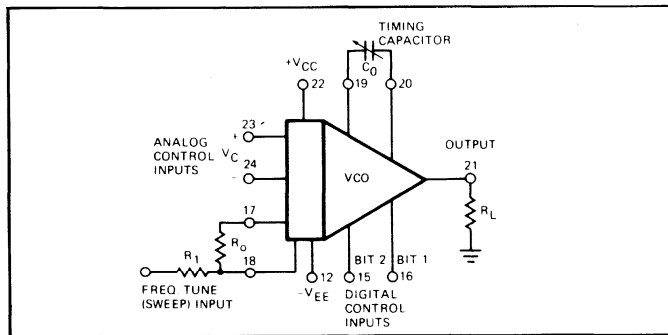 TIMING
CAPACITOR
+VCC
C0
22
19
20
23
+
ANALOG
CONTROL
INPUTS
VC
24
-
VCO
OUTPUT
21
17
RO
RL
R1
18
BIT 2
BIT 1
FREQ. TUNE
(SWEEP) INPUT
12
-VEE
15
16
DIGITAL
CONTROL
INPUTS